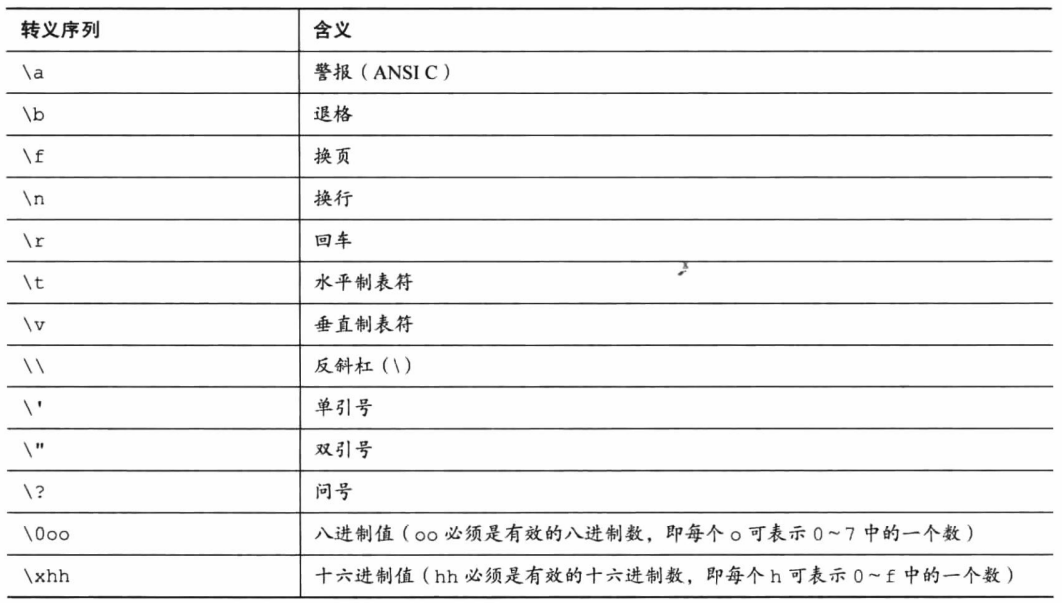 转义序列 含义
\a 警报（ANSI C）
\b 退格
\f 换页
\n 换行
\r 回车
\t 水平制表符
\v 垂直制表符
\\ 反斜杠（\）
\' 单引号
\" 双引号
\? 问号
\0oo 八进制值（oo 必须是有效的八进制数，即每个 o 可表示 0~7 中的一个数）
\xhh 十六进制值（hh 必须是有效的十六进制数，即每个 h 可表示 0~f 中的一个数）